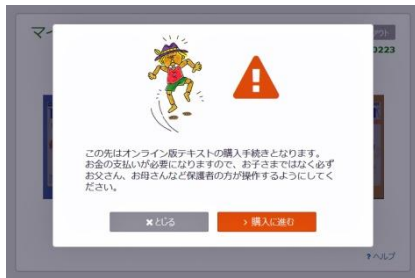 マイ
0223
この先はオンライン版テキストの購入手続きとなります。
お金の支払いが必要になりますので、お子さまではなく必ず
お父さん、お母さんなど保護者の方が操作するようにしてく
ださい。
×とじる
> 購入に進む
? ヘルプ